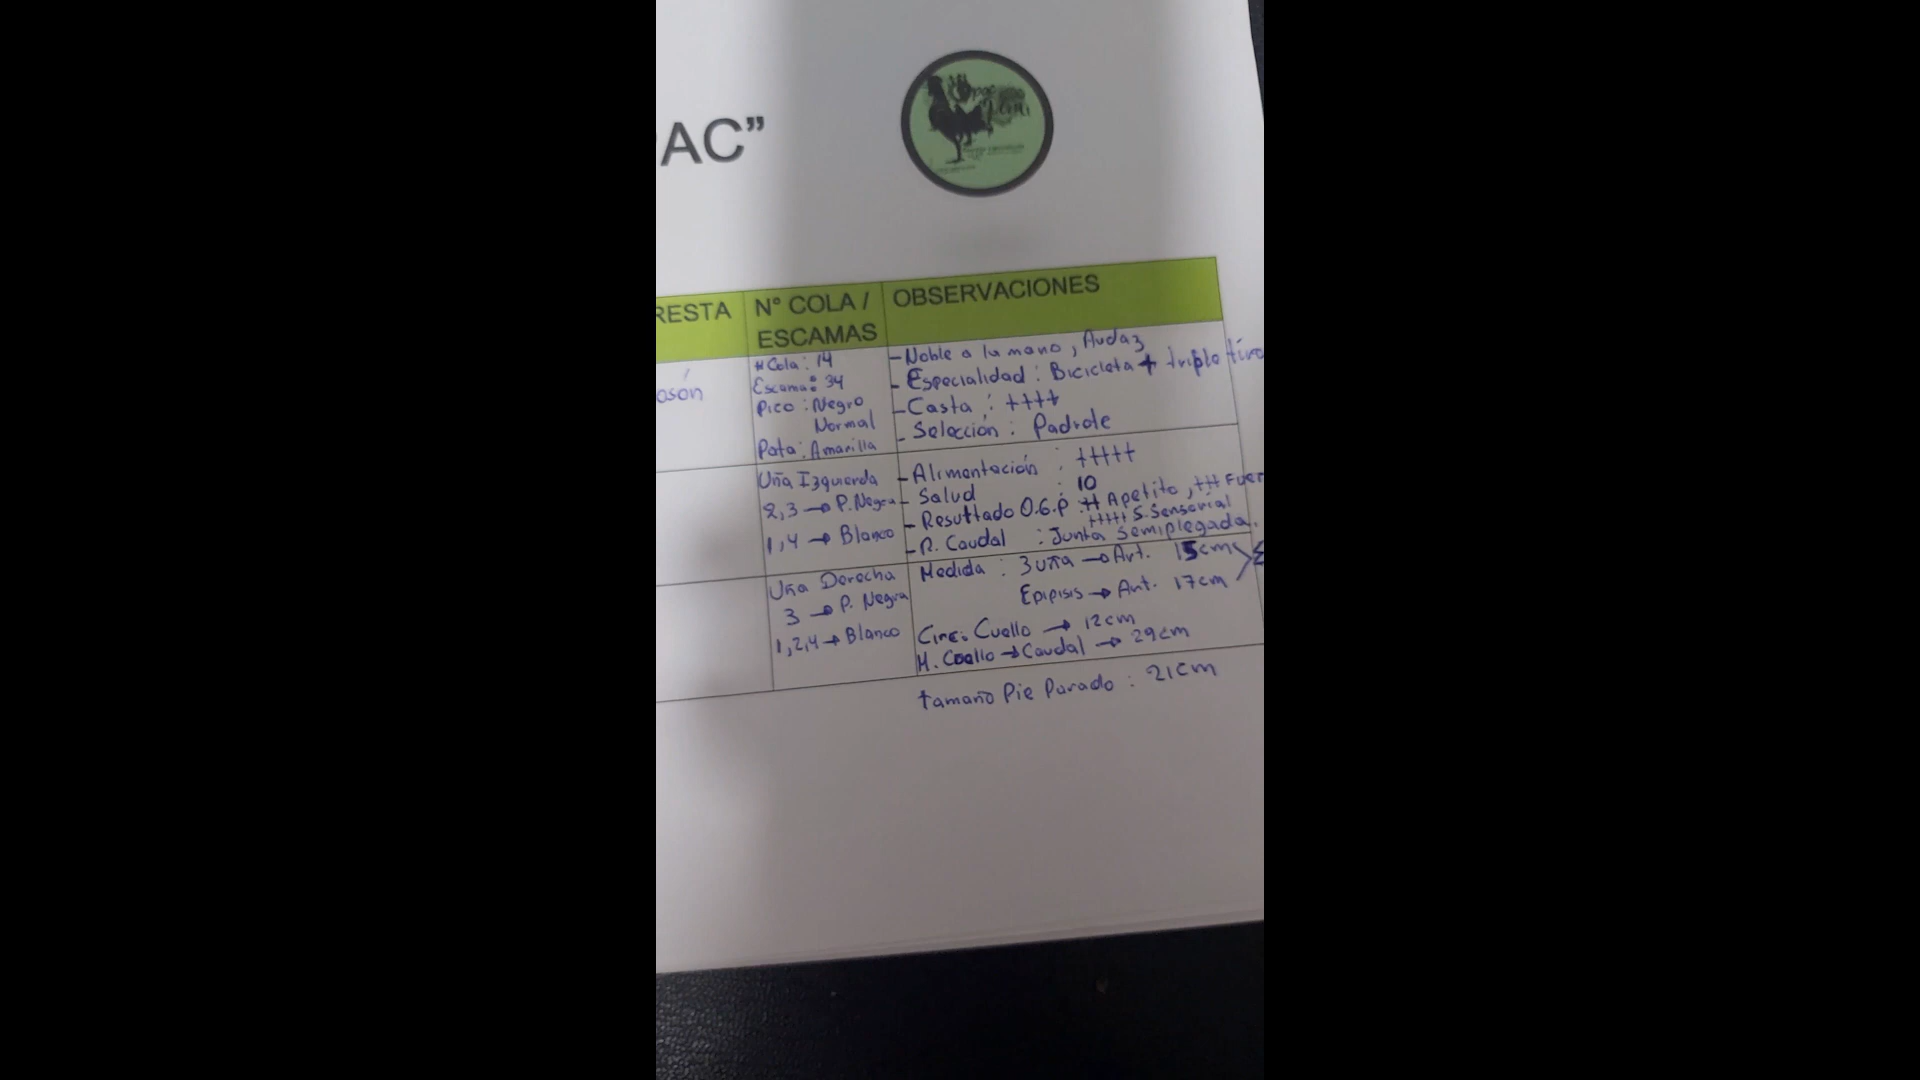 AC”
RESTA
N° COLA /
ESCAMAS
OBSERVACIONES
osón
# Cola: 14
Escama: 34
Pico: Negro
Normal
Pata: Amarilla
- Noble a la mano, Audaz
- Especialidad: Bicicleta + triple tiro
- Casta: ++++
- Selección: Padrote
Uña Izquierda
2,3 → P. Negra
1,4 → Blanco
- Alimentación: +++++
- Salud: 10
- Resultado O.G.P: ++ Apetito, +++ Fuer
+++++ S. Sensorial
- R. Caudal: Junta semiplegada.
Uña Derecha
3 → P. Negra
1,2,4 → Blanco
Medida: 3 uña → Art. 15cm
Epipisis → Art. 17cm
Circ. Cuello → 12cm
H. Cuello → Caudal → 29cm
tamaño Pie Parado: 21cm